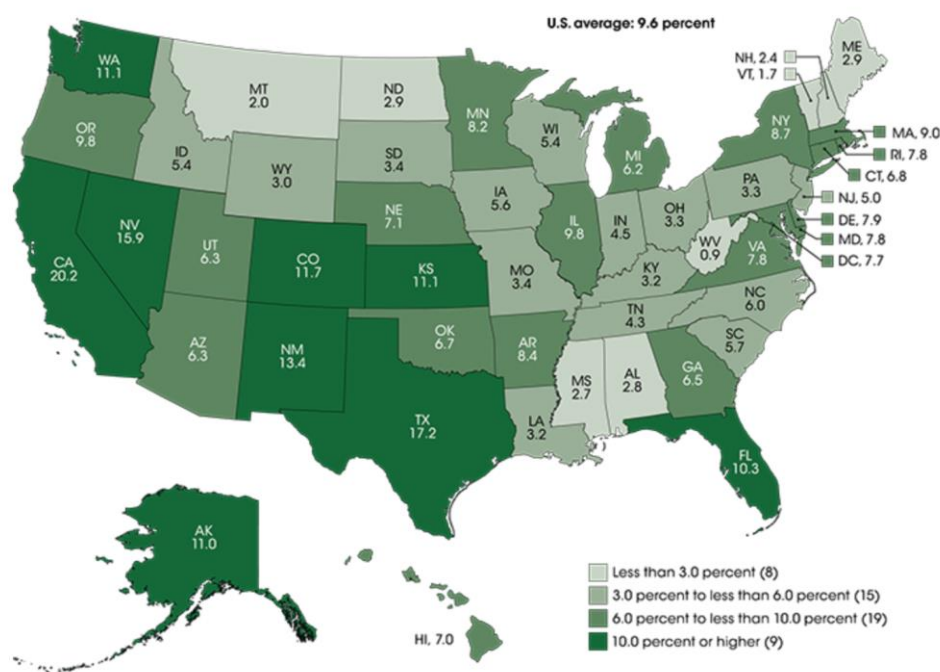 U.S. average: 9.6 percent
WA
11.1
OR
9.8
CA
20.2
NV
15.9
ID
5.4
MT
2.0
WY
3.0
UT
6.3
AZ
6.3
CO
11.7
NM
13.4
ND
2.9
SD
3.4
NE
7.1
KS
11.1
OK
6.7
TX
17.2
MN
8.2
IA
5.6
MO
3.4
AR
8.4
LA
3.2
WI
5.4
IL
9.8
MI
6.2
IN
4.5
OH
3.3
KY
3.2
TN
4.3
MS
2.7
AL
2.8
GA
6.5
FL
10.3
SC
5.7
NC
6.0
VA
7.8
WV
0.9
PA
3.3
NY
8.7
ME
2.9
NH, 2.4
VT, 1.7
MA, 9.0
RI, 7.8
CT, 6.8
NJ, 5.0
DE, 7.9
MD, 7.8
DC, 7.7
AK
11.0
HI, 7.0
Less than 3.0 percent (8)
3.0 percent to less than 6.0 percent (15)
6.0 percent to less than 10.0 percent (19)
10.0 percent or higher (9)